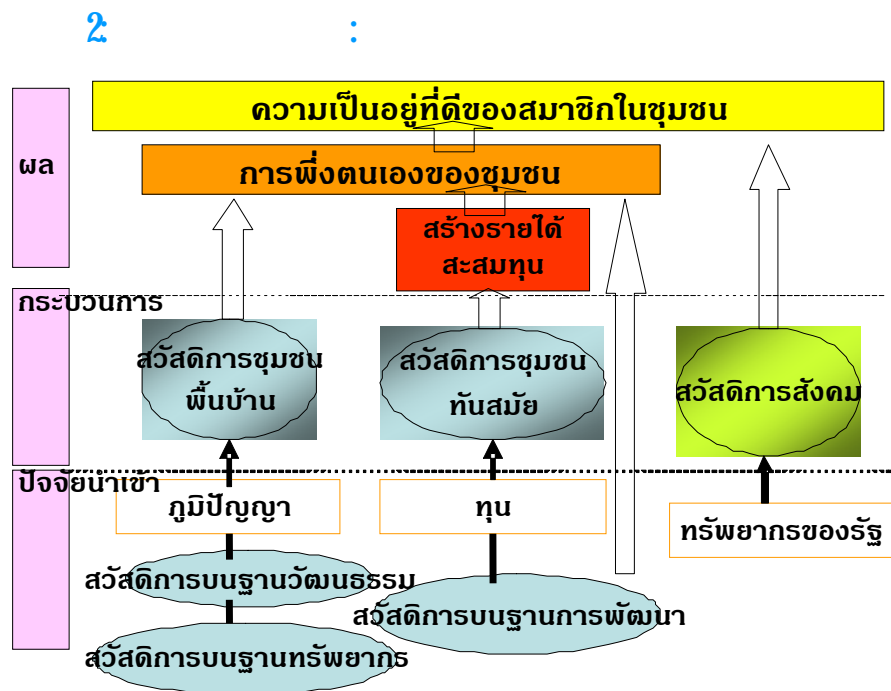 2: :
ความเป็นอยู่ที่ดีของสมาชิกในชุมชน
ผล
การพึ่งตนเองของชุมชน
สร้างรายได้
สะสมทุน
กระบวนการ
สวัสดิการชุมชน
พื้นบ้าน
สวัสดิการชุมชน
ทันสมัย
สวัสดิการสังคม
ปัจจัยนำเข้า
ภูมิปัญญา
ทุน
ทรัพยากรของรัฐ
สวัสดิการบนฐานวัฒนธรรม
สวัสดิการบนฐานการพัฒนา
สวัสดิการบนฐานทรัพยากร